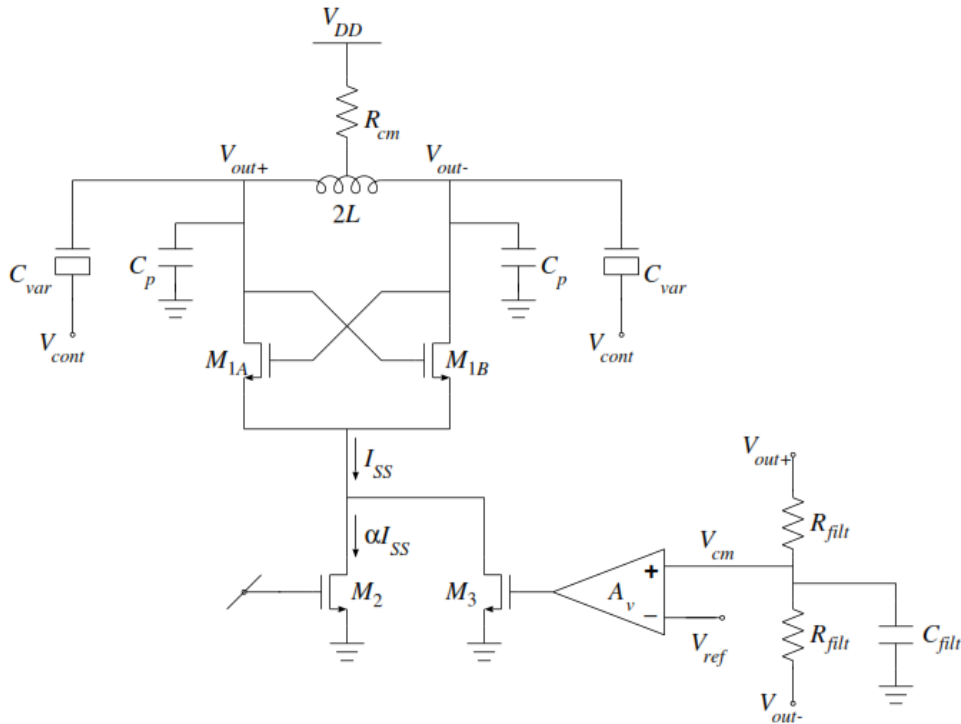 V_DD
R_cm
V_out+
V_out-
2L
C_var
C_p
C_p
C_var
V_cont
V_cont
M_1A
M_1B
I_SS
V_out+
αI_SS
R_filt
V_cm
M_2
M_3
+
A_v
−
V_ref
R_filt
C_filt
V_out-